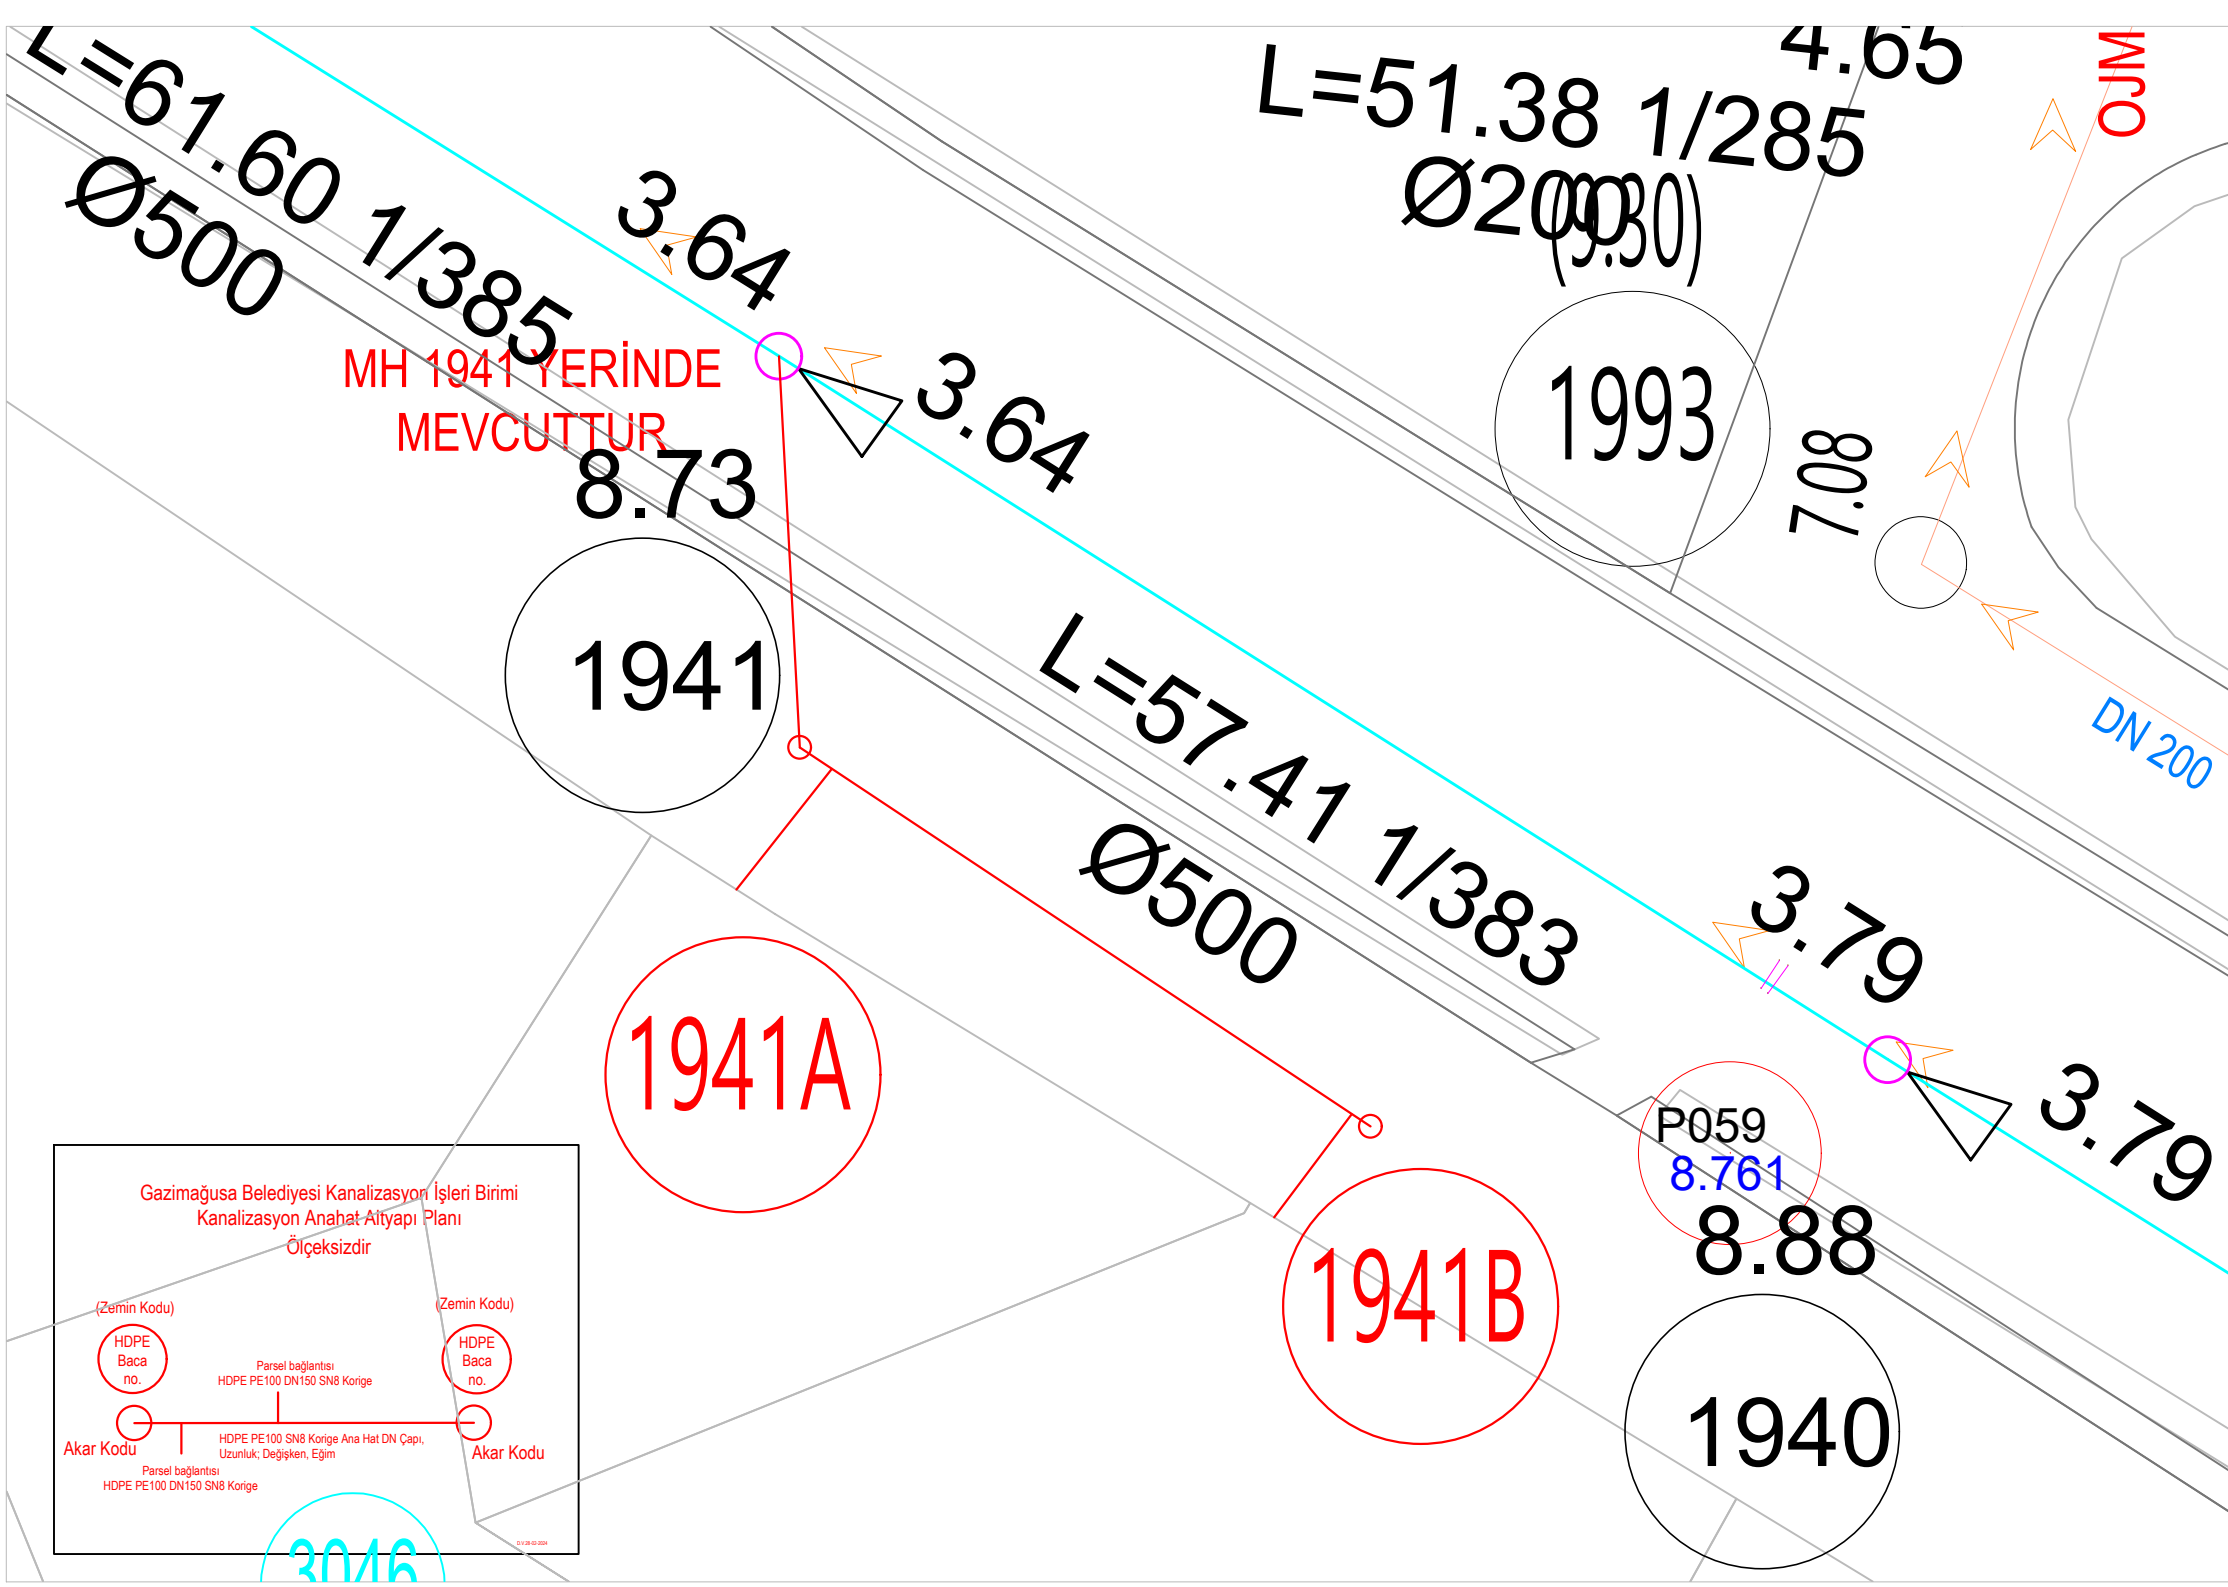 L=61.60 1/385
Ø500
3.64
L=51.38 1/285
Ø200
(9.30)
4.65
OJM
MH 1941 YERİNDE
MEVCUTTUR
8.73
1941
3.64
1993
7.08
DN 200
L=57.41 1/383
Ø500
3.79
3.79
1941A
1941B
P059
8.761
8.88
1940
Gazimağusa Belediyesi Kanalizasyon İşleri Birimi
Kanalizasyon Anahat Altyapı Planı
Ölçeksizdir
(Zemin Kodu)
(Zemin Kodu)
HDPE
Baca
no.
HDPE
Baca
no.
Parsel bağlantısı
HDPE PE100 DN150 SN8 Korige
Akar Kodu
HDPE PE100 SN8 Korige Ana Hat DN Çapı,
Uzunluk; Değişken, Eğim
Akar Kodu
Parsel bağlantısı
HDPE PE100 DN150 SN8 Korige
3046